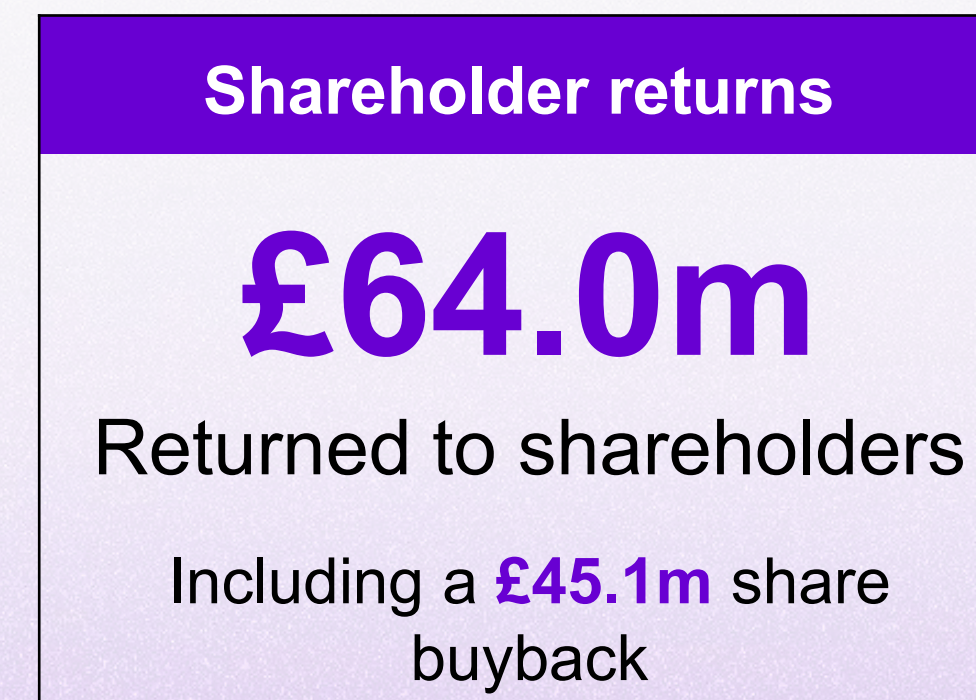 Shareholder returns
£64.0m
Returned to shareholders
Including a £45.1m share
buyback